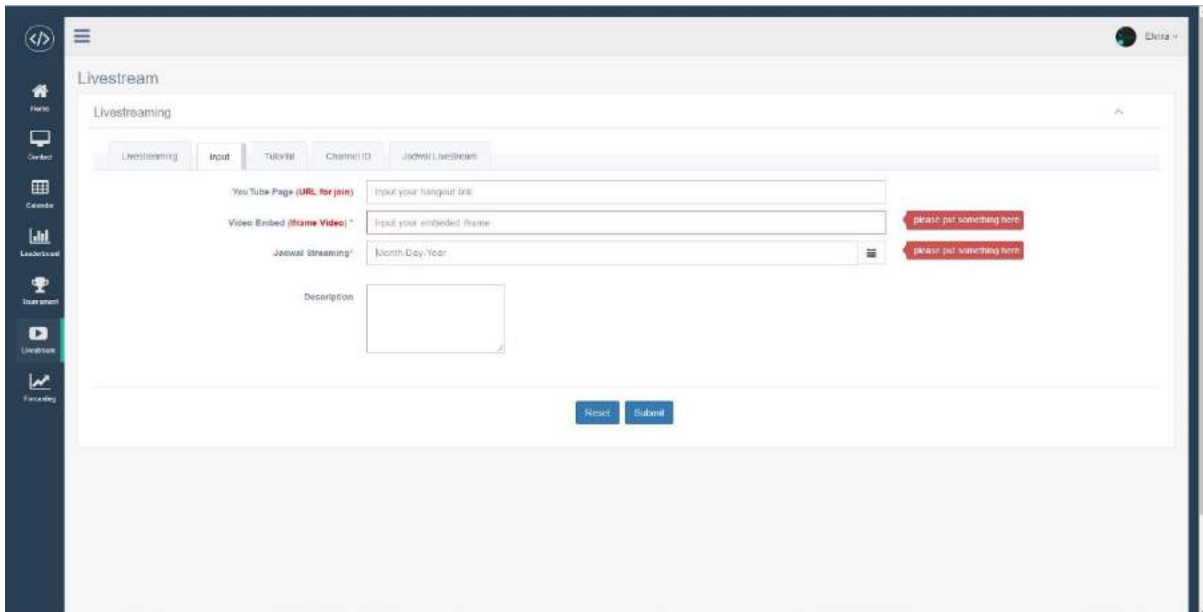 Elvira
Home
Contact
Calendar
Leaderboard
Tournament
Livestream
Forcasting
Livestream
Livestreaming
Livestreaming Input Tutorial Channel ID Jadwal Livestream
YouTube Page (URL for join) Input your hangout link
Video Embed (Iframe Video) * Input your embeded iframe please put something here
Jadwal Streaming* Month-Day-Year please put something here
Description
Reset Submit